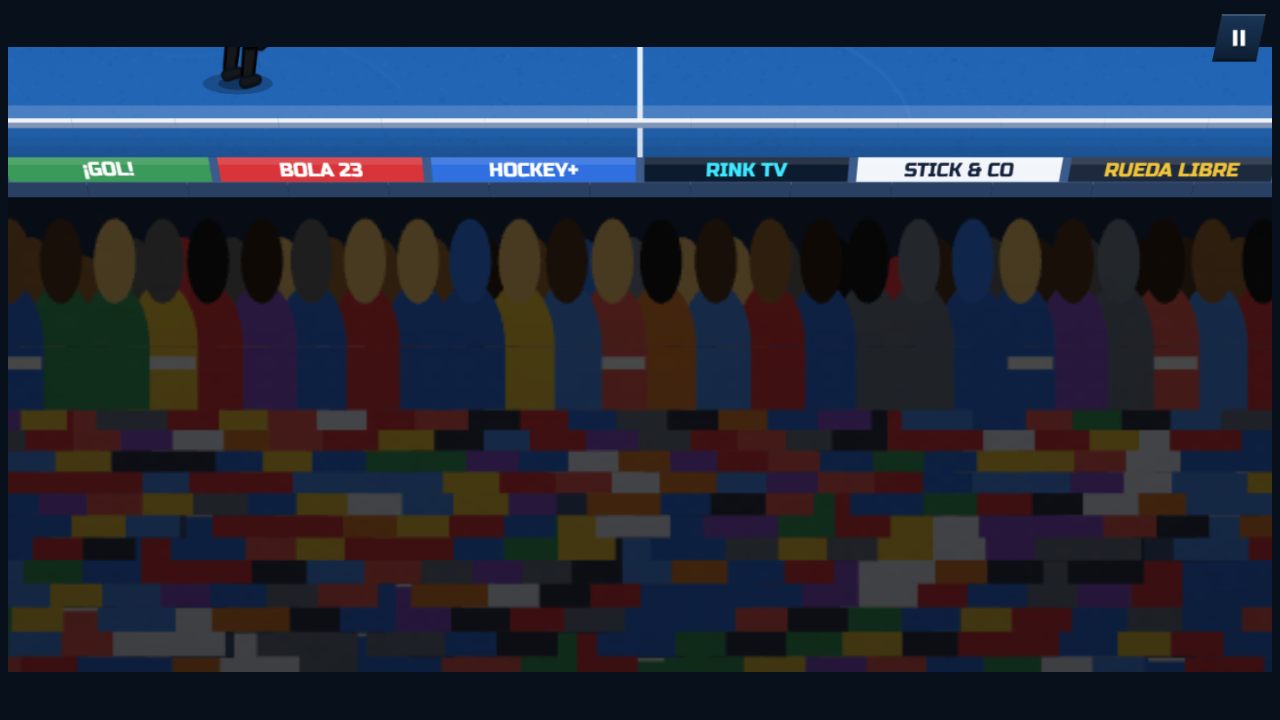 ¡GOL!
BOLA 23
HOCKEY+
RINK TV
STICK & CO
RUEDA LIBRE